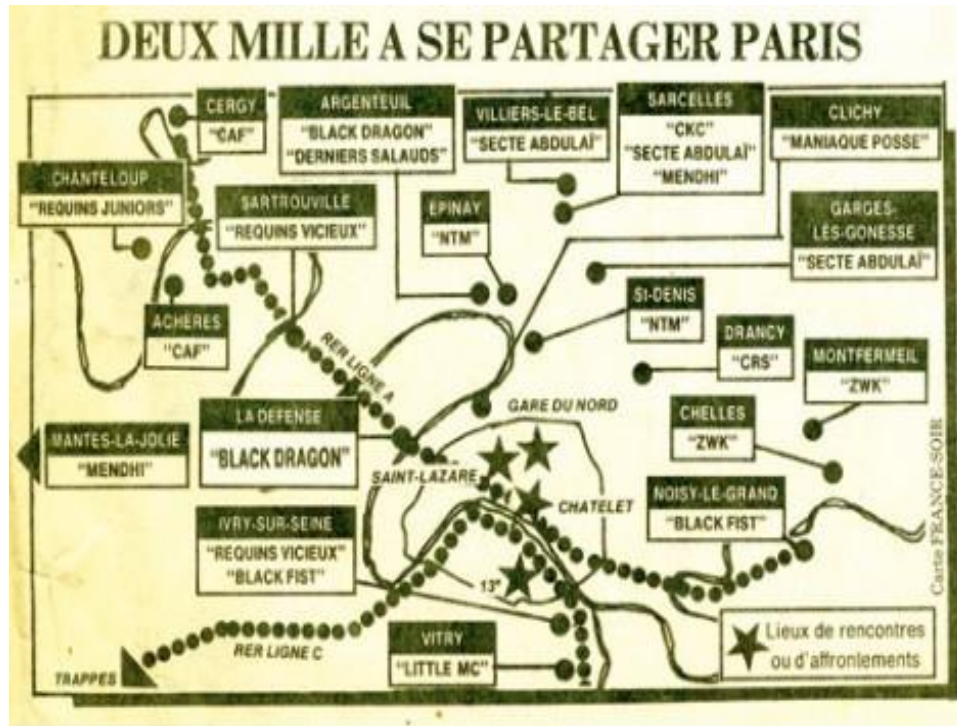 DEUX MILLE A SE PARTAGER PARIS
CERGY
"CAF"
ARGENTEUIL
"BLACK DRAGON"
"DERNIERS SALAUDS"
VILLIERS-LE-BEL
"SECTE ABDULAÏ"
SARCELLES
"CKC"
"SECTE ABDULAÏ"
"MENDHI"
CLICHY
"MANIAQUE POSSE"
CHANTELOUP
"REQUINS JUNIORS"
SARTROUVILLE
"REQUINS VICIEUX"
EPINAY
"NTM"
GARGES-
LES-GONESSE
"SECTE ABDULAÏ"
ACHERES
"CAF"
ST-DENIS
"NTM"
DRANCY
"CRS"
MONTFERMEIL
"ZWK"
RER LIGNE A
GARE DU NORD
LA DEFENSE
"BLACK DRAGON"
CHELLES
"ZWK"
MANTES-LA-JOLIE
"MENDHI"
SAINT-LAZARE
CHATELET
NOISY-LE-GRAND
"BLACK FIST"
IVRY-SUR-SEINE
"REQUINS VICIEUX"
"BLACK FIST"
13e
RER LIGNE C
VITRY
"LITTLE MC"
TRAPPES
Lieux de rencontres
ou d'affrontements
Carte FRANCE-SOIR